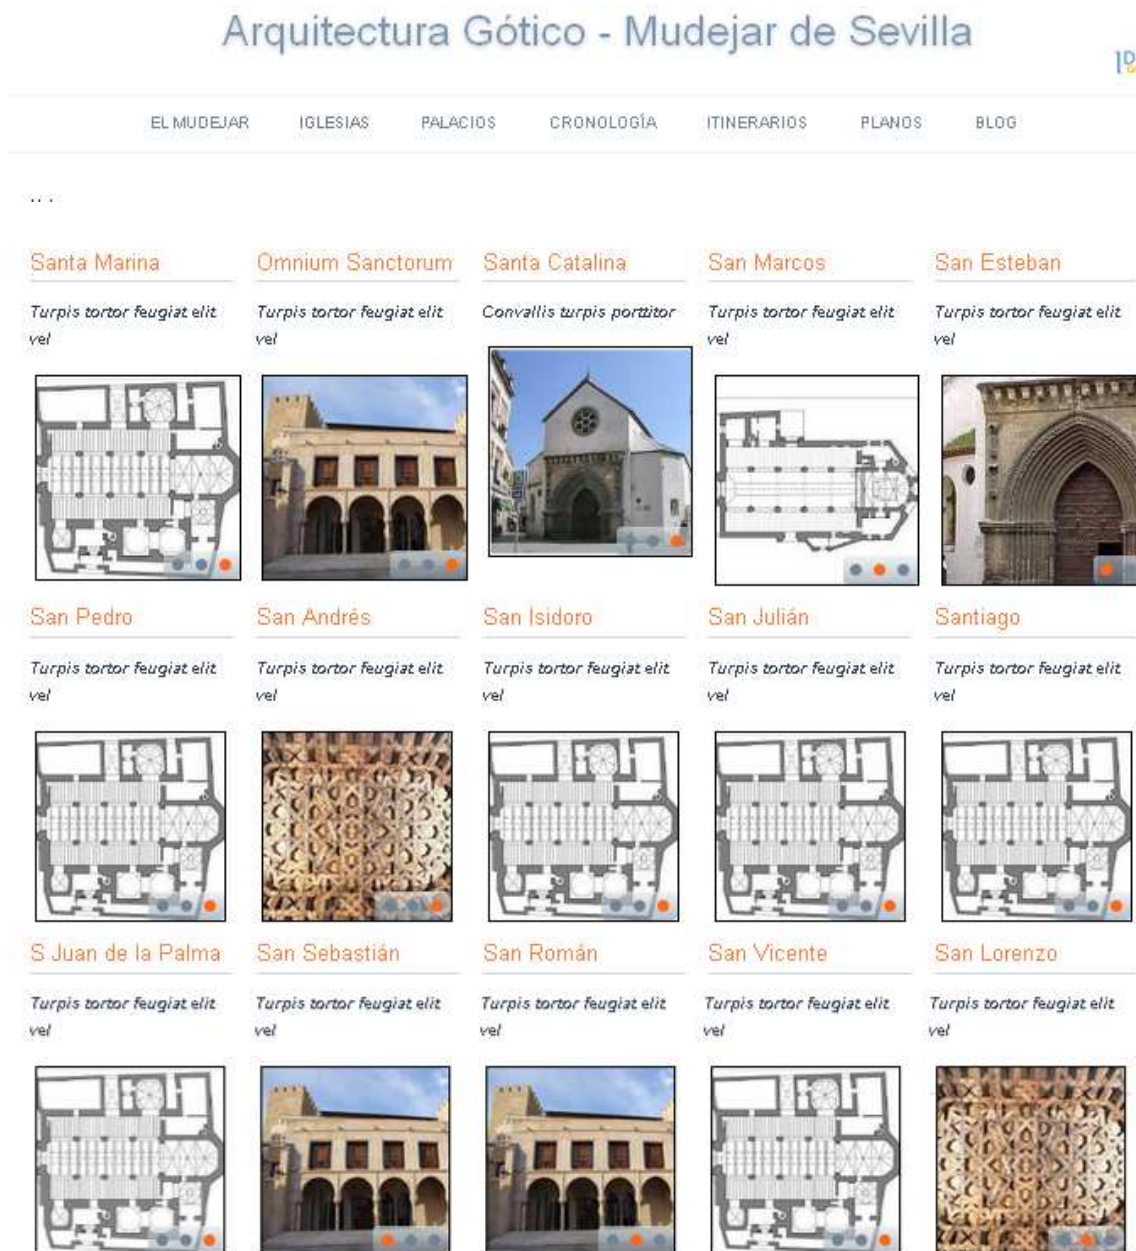 Arquitectura Gótico - Mudejar de Sevilla
EL MUDEJAR IGLESIAS PALACIOS CRONOLOGÍA ITINERARIOS PLANOS BLOG
Santa Marina Omnium Sanctorum Santa Catalina San Marcos San Esteban
Turpis tortor feugiat elit Turpis tortor feugiat elit Convallis turpis porttitor Turpis tortor feugiat elit Turpis tortor feugiat elit
vel vel vel vel
San Pedro San Andrés San Isidoro San Julián Santiago
Turpis tortor feugiat elit Turpis tortor feugiat elit Turpis tortor feugiat elit Turpis tortor feugiat elit Turpis tortor feugiat elit
vel vel vel vel vel
S Juan de la Palma San Sebastián San Román San Vicente San Lorenzo
Turpis tortor feugiat elit Turpis tortor feugiat elit Turpis tortor feugiat elit Turpis tortor feugiat elit Turpis tortor feugiat elit
vel vel vel vel vel